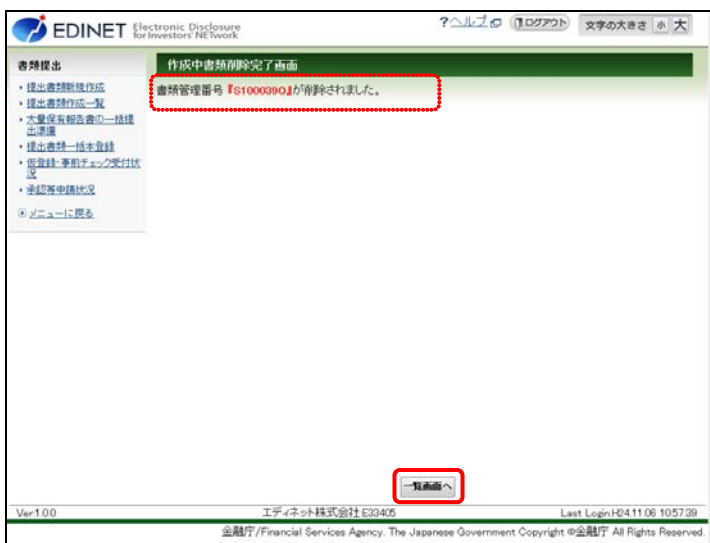 EDINET Electronic Disclosure for Investors' NETwork
?ヘルプ ログアウト 文字の大きさ 小 大
書類提出
・提出書類新規作成
・提出書類作成一覧
・大量保有報告書の一括提
出準備
・提出書類一括本登録
・仮登録・事前チェック受付状
況
・承認等申請状況
メニューに戻る
作成中書類削除完了画面
書類管理番号『S1000390』が削除されました。
一覧画面へ
Ver.1.00 エディネット株式会社 E33405 Last Login:H24.11.06 10:57:39
金融庁/Financial Services Agency. The Japanese Government Copyright ©金融庁 All Rights Reserved.